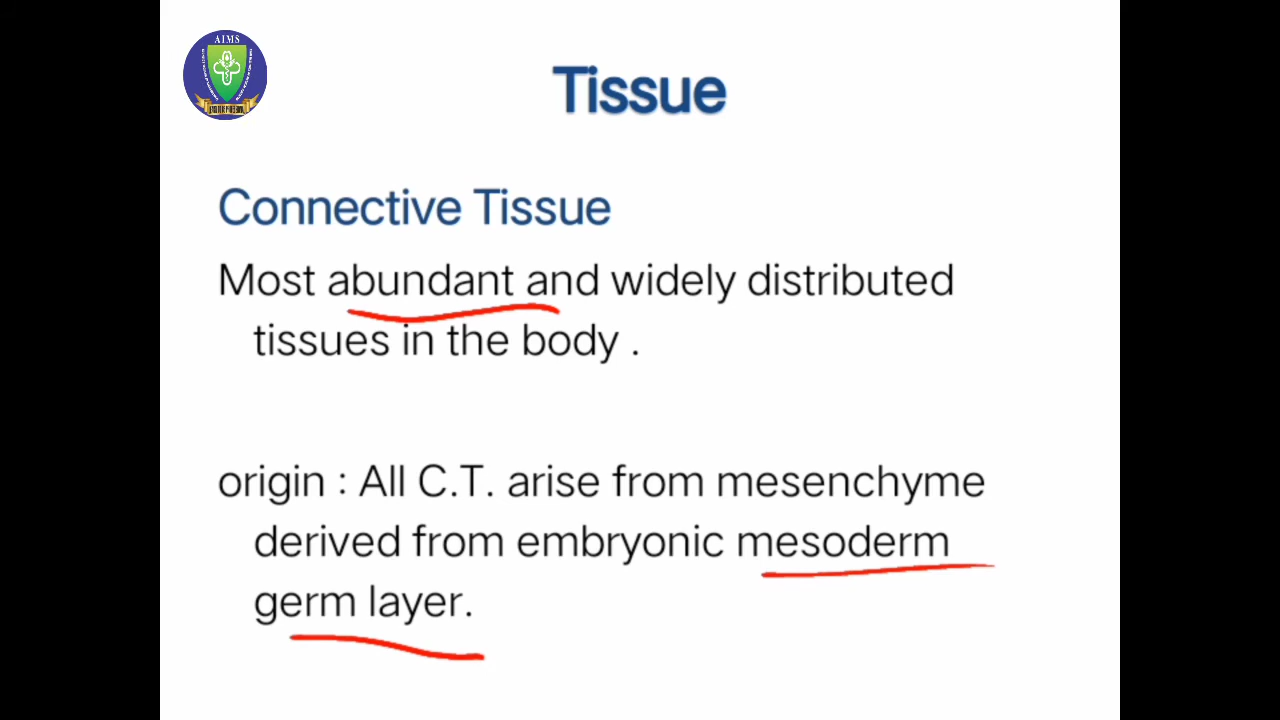 AIMS
Tissue
Connective Tissue
Most abundant and widely distributed
tissues in the body .
origin : All C.T. arise from mesenchyme
derived from embryonic mesoderm
germ layer.